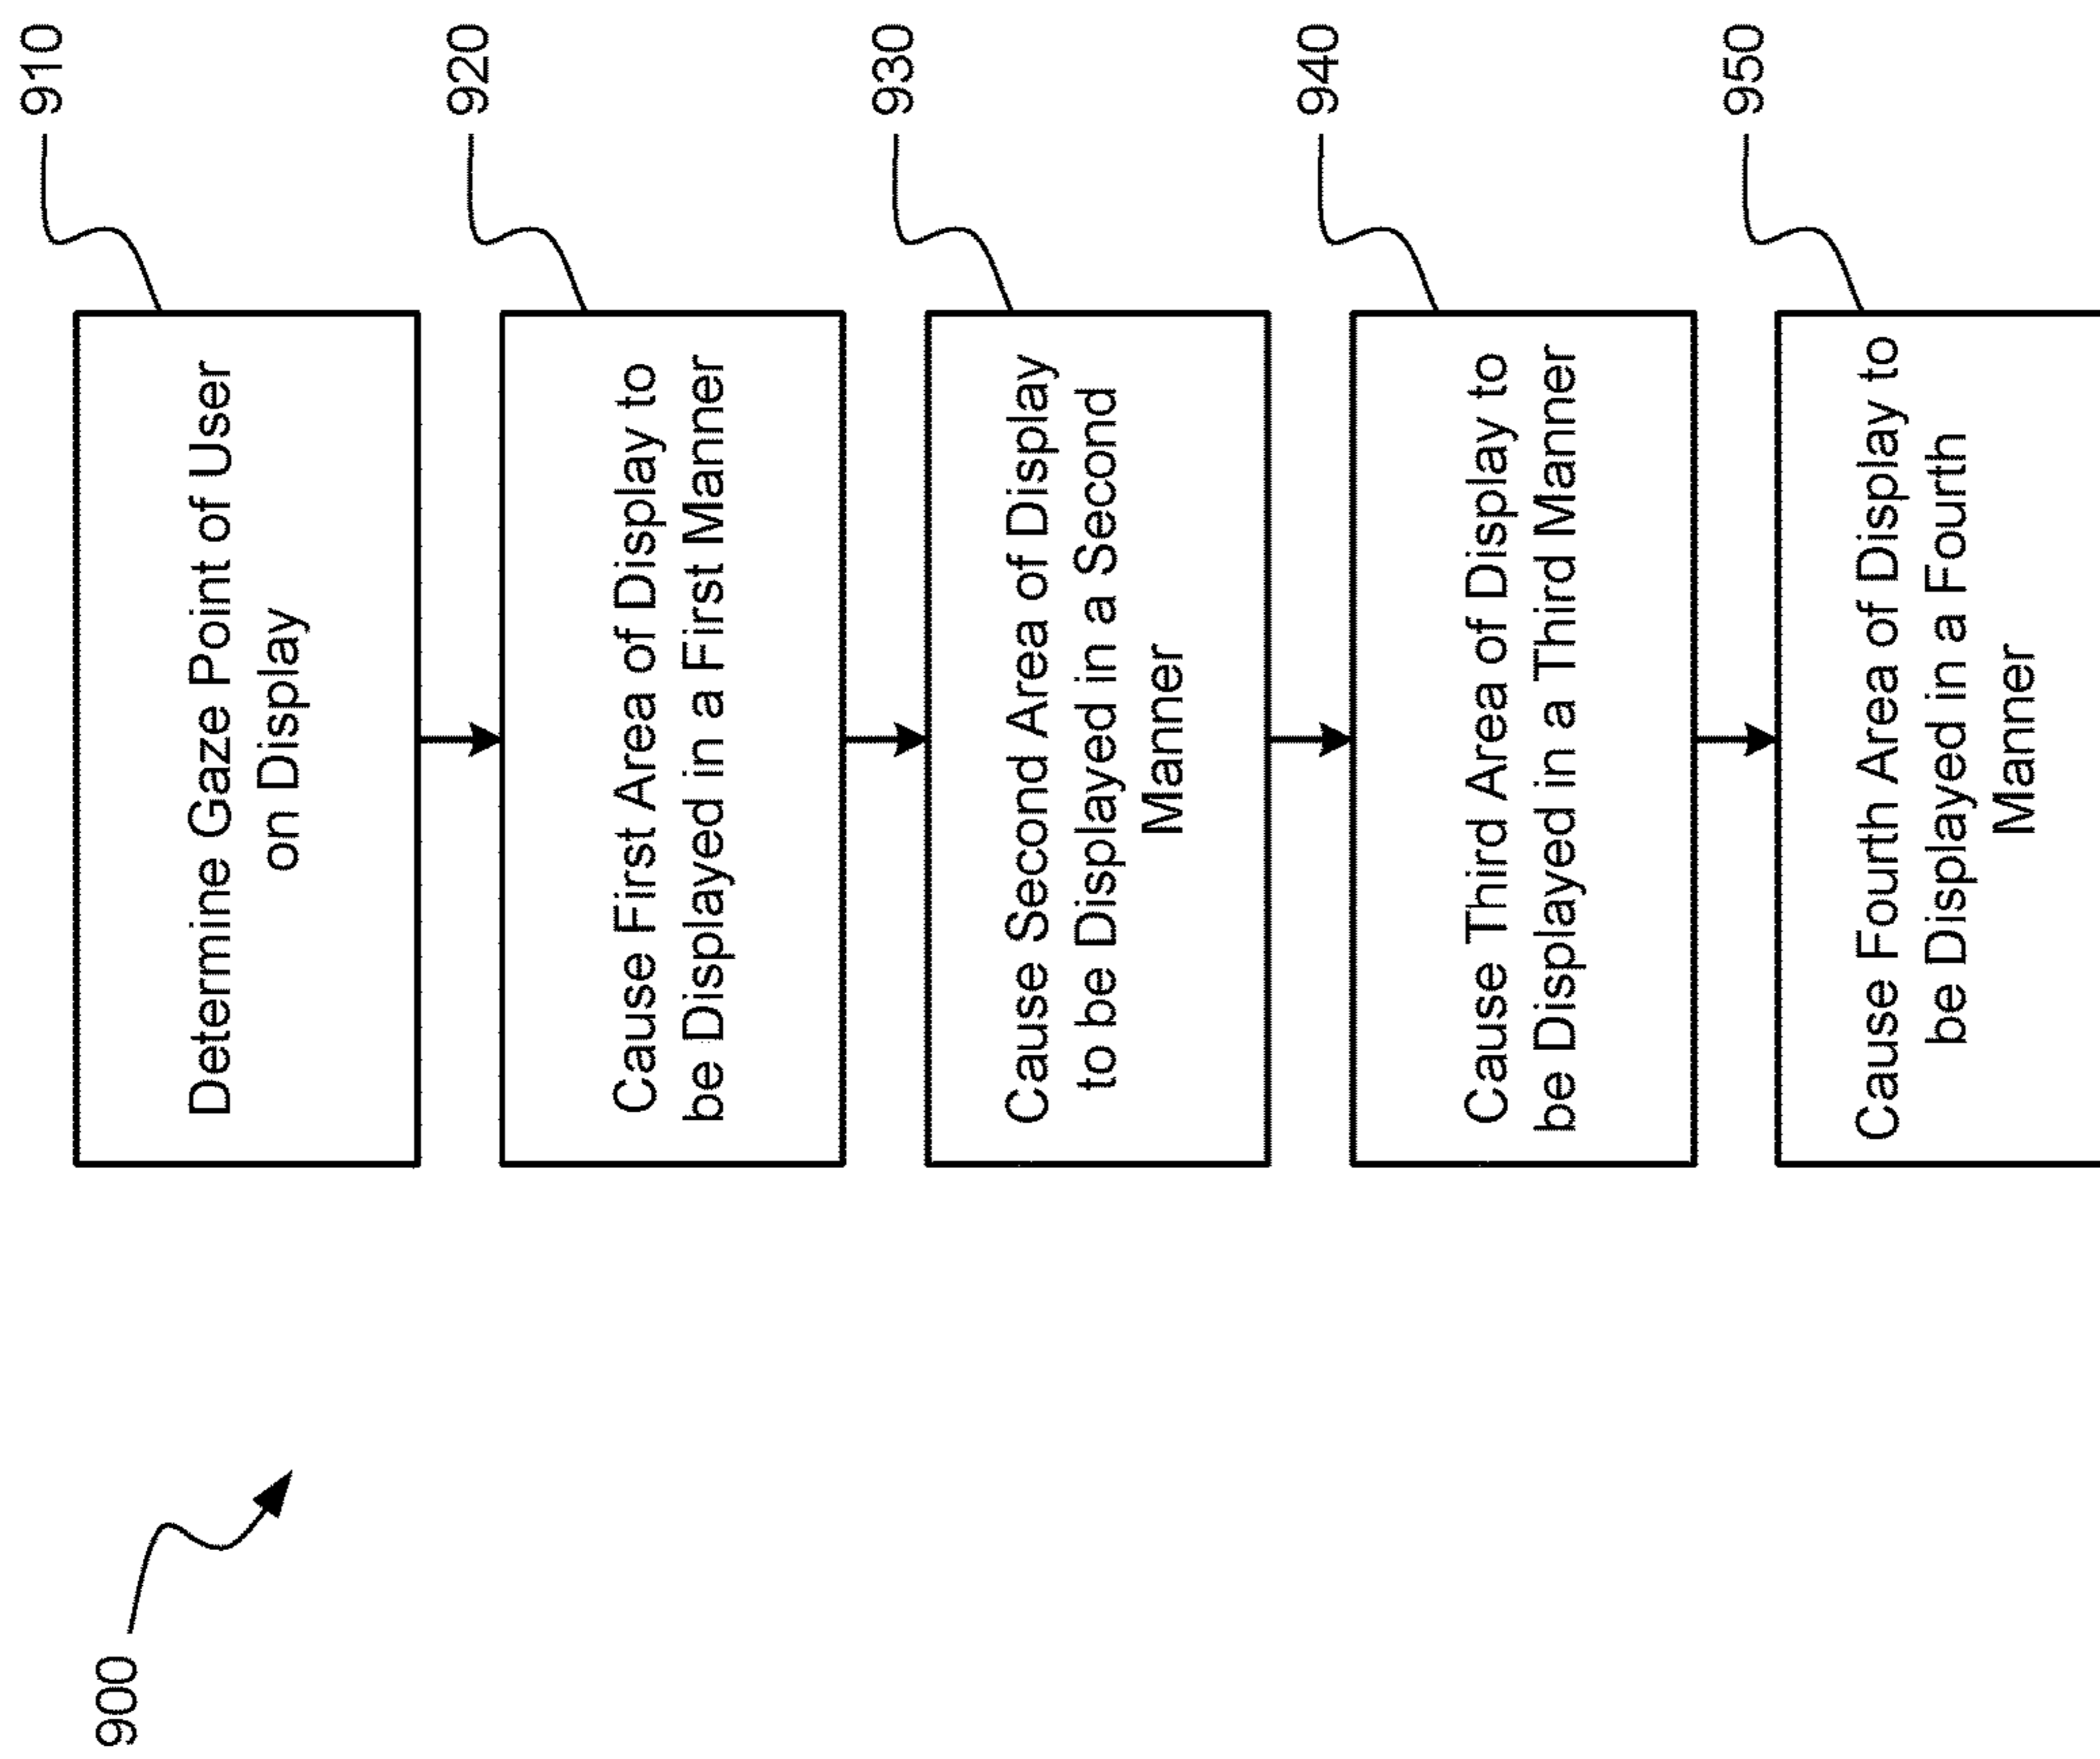 900
910
Determine Gaze Point of User
on Display
920
Cause First Area of Display to
be Displayed in a First Manner
930
Cause Second Area of Display
to be Displayed in a Second
Manner
940
Cause Third Area of Display to
be Displayed in a Third Manner
950
Cause Fourth Area of Display to
be Displayed in a Fourth
Manner